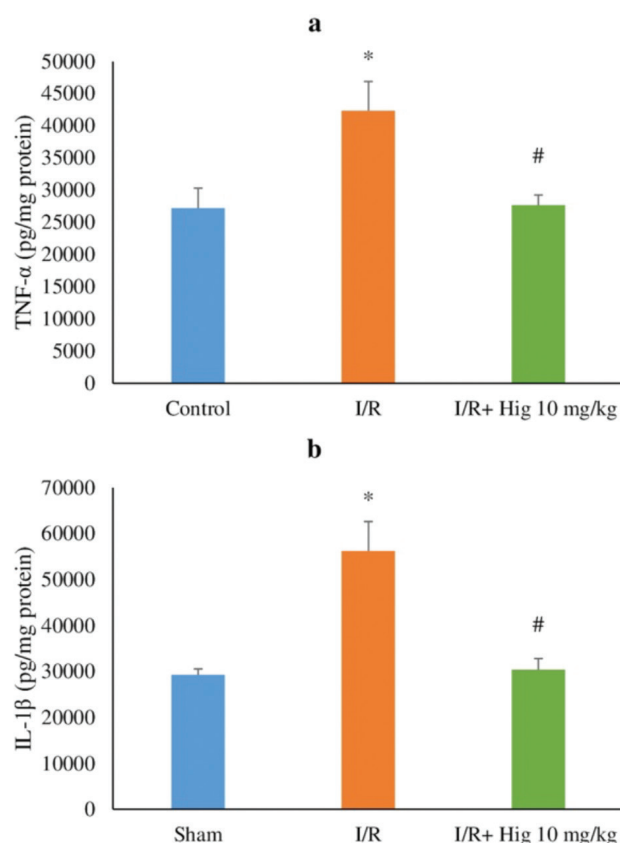 a
TNF-α (pg/mg protein)
50000
45000
40000
35000
30000
25000
20000
15000
10000
5000
0
*
#
Control
I/R
I/R+ Hig 10 mg/kg
b
IL-1β (pg/mg protein)
70000
60000
50000
40000
30000
20000
10000
0
*
#
Sham
I/R
I/R+ Hig 10 mg/kg